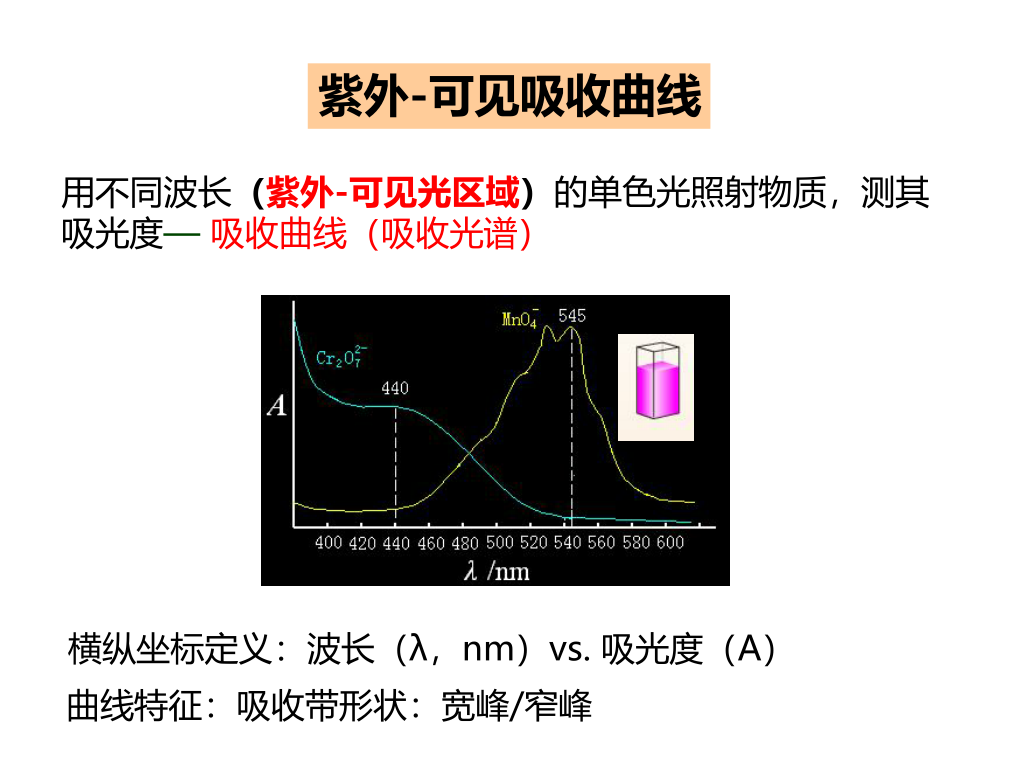 紫外-可见吸收曲线
用不同波长（紫外-可见光区域）的单色光照射物质，测其
吸光度— 吸收曲线（吸收光谱）
MnO₄⁻ 545
Cr₂O₇²⁻
440
A
400 420 440 460 480 500 520 540 560 580 600
λ /nm
横纵坐标定义：波长（λ，nm）vs. 吸光度（A）
曲线特征：吸收带形状：宽峰/窄峰